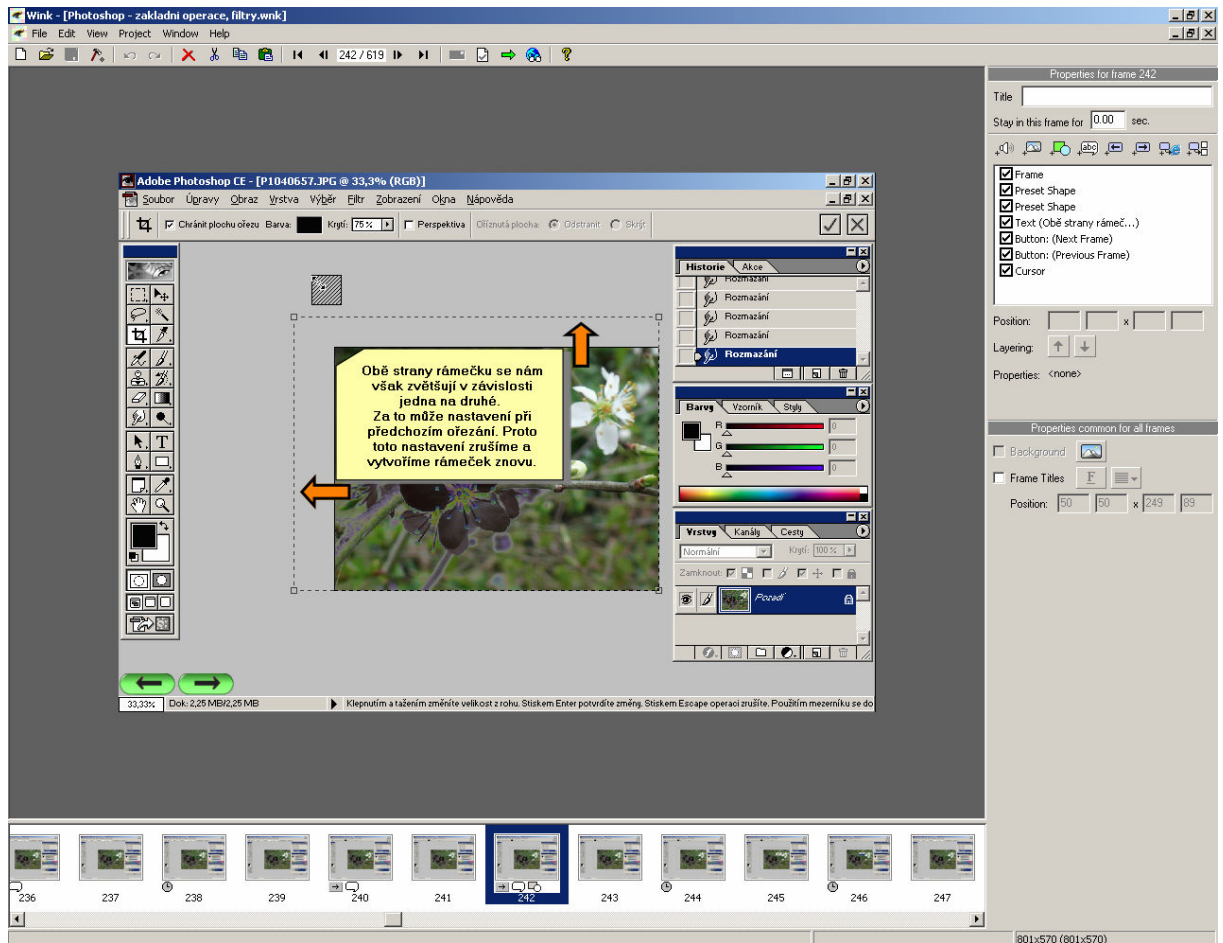 Wink - [Photoshop - zakladni operace, filtry.wnk]
File Edit View Project Window Help
242 / 619
Properties for frame 242
Title
Stay in this frame for 0.00 sec.
abc
Frame
Preset Shape
Preset Shape
Text (Obě strany rámeč...)
Button: (Next Frame)
Button: (Previous Frame)
Cursor
Position: x
Layering:
Properties: <none>
Properties common for all frames
Background
Frame Titles F
Position: 50 50 x 249 89
Adobe Photoshop CE - [P1040657.JPG @ 33,3% (RGB)]
Soubor Úpravy Obraz Vrstva Výběr Filtr Zobrazení Okna Nápověda
Chránit plochu ořezu Barva: Krytí: 75% Perspektiva Oříznutá plocha: Odstranit Skrýt
T
Historie Akce
Rozmazání
Rozmazání
Rozmazání
Rozmazání
Rozmazání
Obě strany rámečku se nám
však zvětšují v závislosti
jedna na druhé.
Za to může nastavení při
předchozím ořezání. Proto
toto nastavení zrušíme a
vytvoříme rámeček znovu.
Barvy Vzorník Styly
R 0
G 0
B 0
Vrstvy Kanály Cesty
Normální Krytí: 100%
Zamknout:
Pozadí
33,33% Dok: 2,25 MB/2,25 MB Klepnutím a tažením změníte velikost z rohu. Stiskem Enter potvrdíte změny, Stiskem Escape operaci zrušíte. Použitím mezerníku se do
236 237 238 239 240 241 242 243 244 245 246 247
801x570 (801x570)